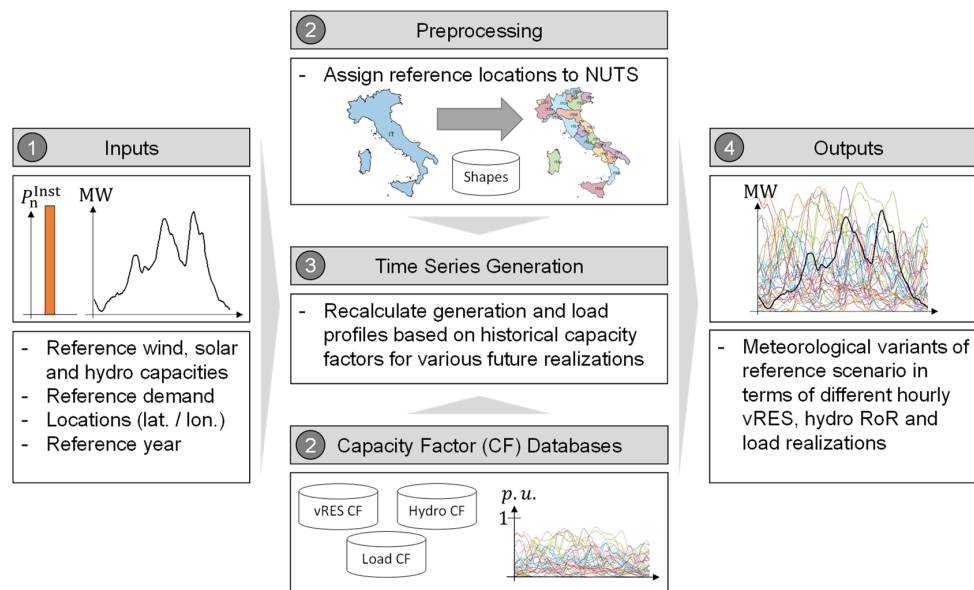 1
Inputs
P_n^Inst
MW
- Reference wind, solar
and hydro capacities
- Reference demand
- Locations (lat. / lon.)
- Reference year
2
Preprocessing
- Assign reference locations to NUTS
IT
Shapes
3
Time Series Generation
- Recalculate generation and load
profiles based on historical capacity
factors for various future realizations
2
Capacity Factor (CF) Databases
vRES CF
Hydro CF
Load CF
p.u.
1
4
Outputs
MW
- Meteorological variants of
reference scenario in
terms of different hourly
vRES, hydro RoR and
load realizations